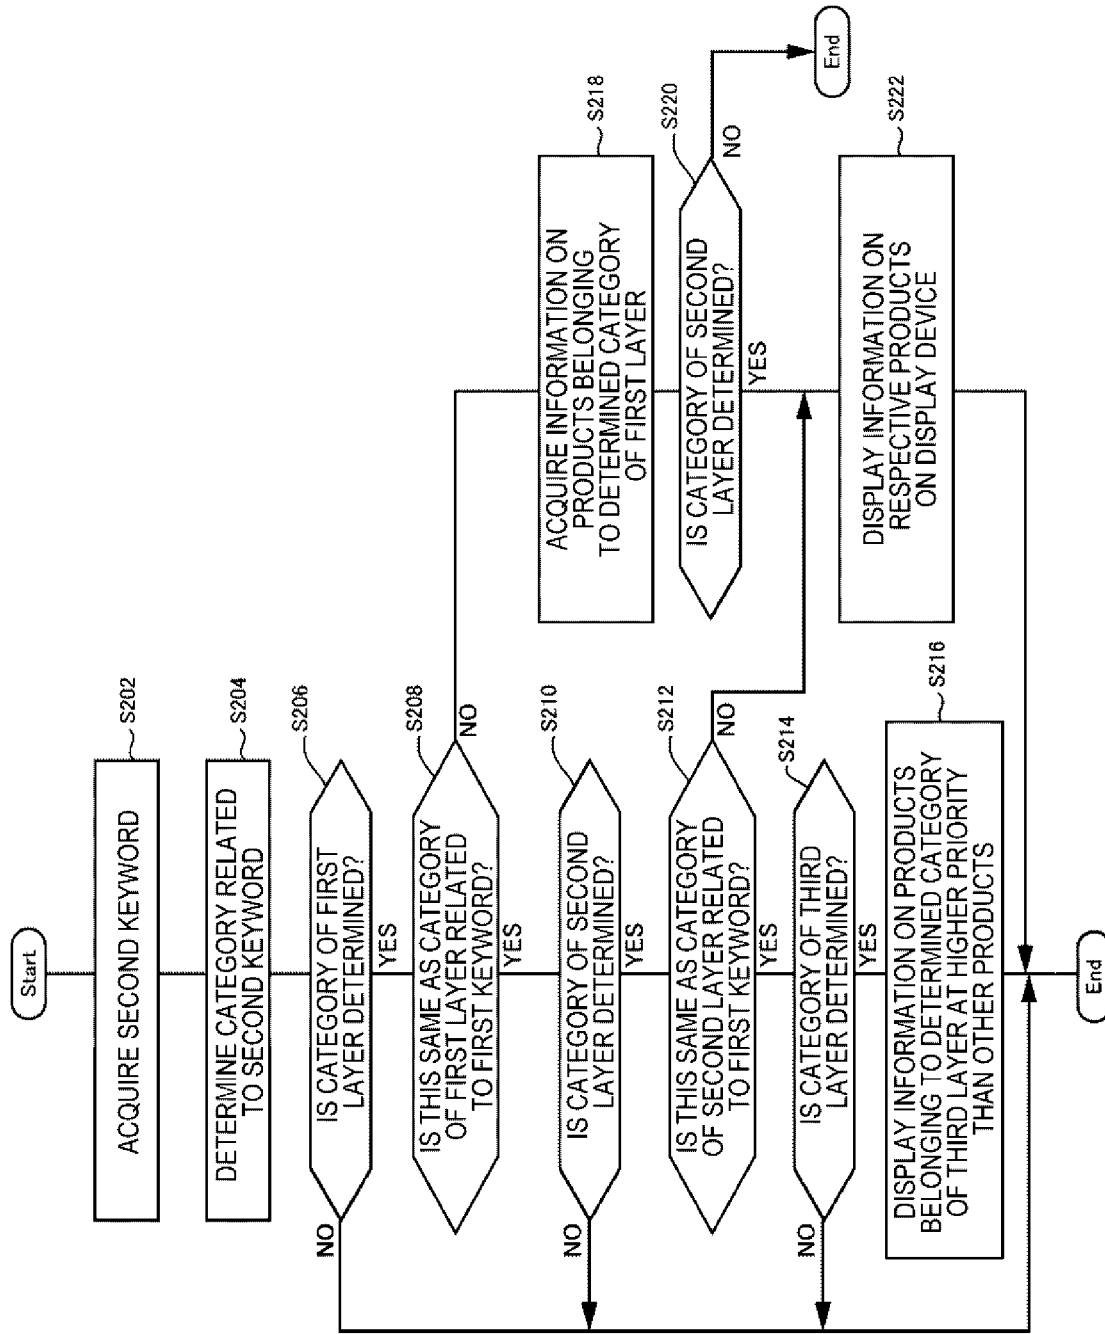 Start
ACQUIRE SECOND KEYWORD
S202
DETERMINE CATEGORY RELATED
TO SECOND KEYWORD
S204
IS CATEGORY OF FIRST
LAYER DETERMINED?
S206
NO
YES
IS THIS SAME AS CATEGORY
OF FIRST LAYER RELATED
TO FIRST KEYWORD?
S208
NO
YES
IS CATEGORY OF SECOND
LAYER DETERMINED?
S210
NO
YES
IS THIS SAME AS CATEGORY
OF SECOND LAYER RELATED
TO FIRST KEYWORD?
S212
NO
YES
IS CATEGORY OF THIRD
LAYER DETERMINED?
S214
NO
YES
DISPLAY INFORMATION ON PRODUCTS
BELONGING TO DETERMINED CATEGORY
OF THIRD LAYER AT HIGHER PRIORITY
THAN OTHER PRODUCTS
S216
End
ACQUIRE INFORMATION ON
PRODUCTS BELONGING
TO DETERMINED CATEGORY
OF FIRST LAYER
S218
IS CATEGORY OF SECOND
LAYER DETERMINED?
S220
NO
YES
End
DISPLAY INFORMATION ON
RESPECTIVE PRODUCTS
ON DISPLAY DEVICE
S222